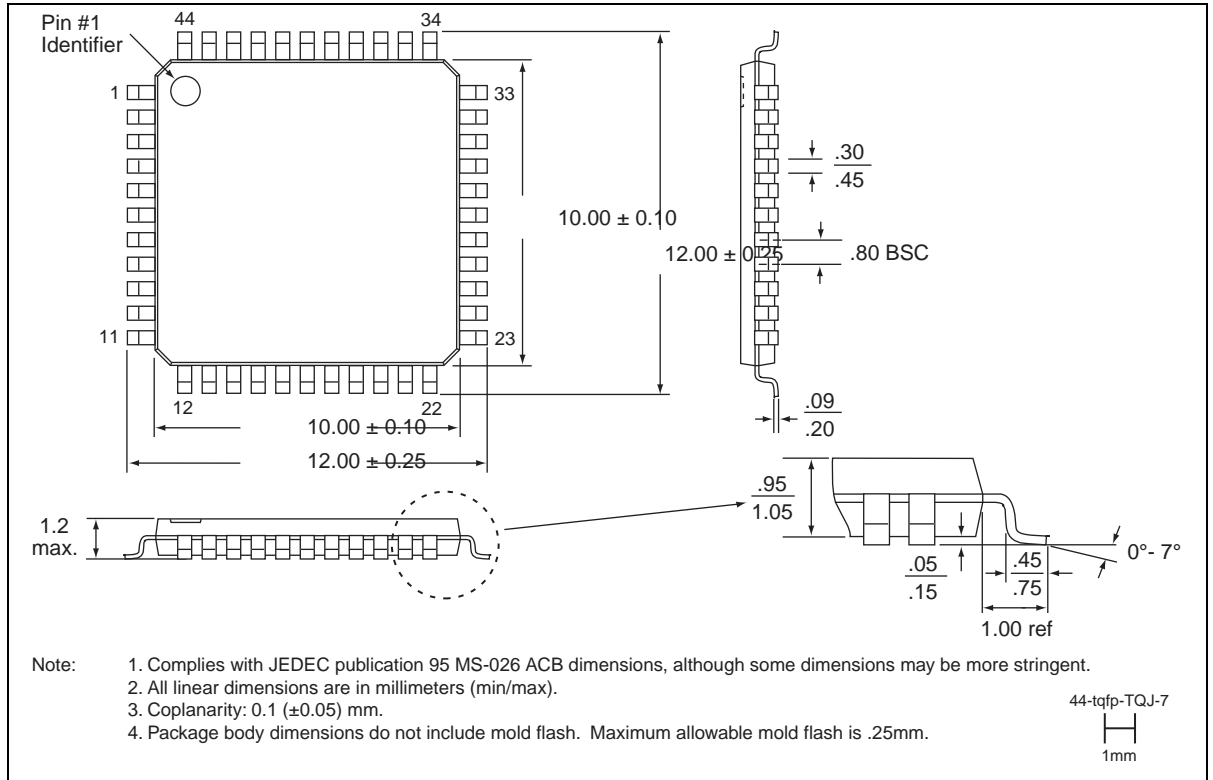 Pin #1
Identifier
44
34
1
33
11
23
12
22
10.00 ± 0.10
12.00 ± 0.25
10.00 ± 0.10
12.00 ± 0.25
.30
.45
.80 BSC
.09
.20
1.2
max.
.95
1.05
.05
.15
.45
.75
0°- 7°
1.00 ref
Note:
1. Complies with JEDEC publication 95 MS-026 ACB dimensions, although some dimensions may be more stringent.
2. All linear dimensions are in millimeters (min/max).
3. Coplanarity: 0.1 (±0.05) mm.
4. Package body dimensions do not include mold flash. Maximum allowable mold flash is .25mm.
44-tqfp-TQJ-7
1mm